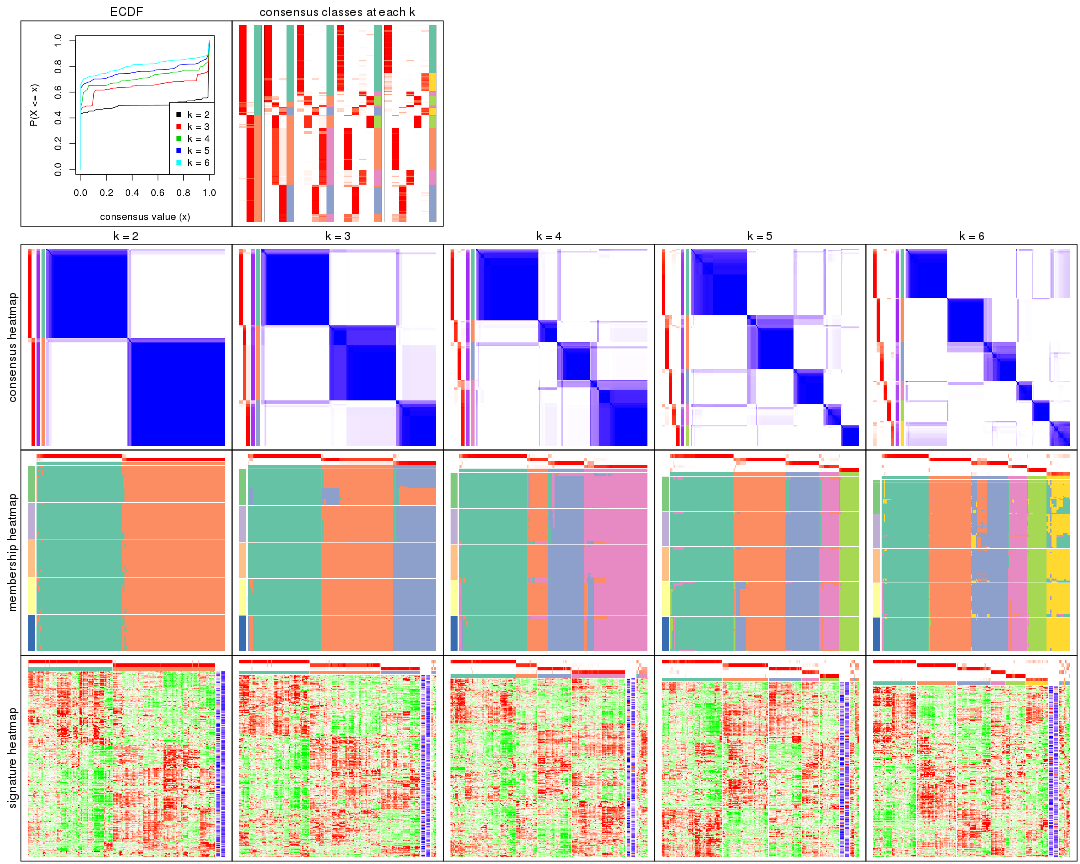 ECDF
consensus classes at each k
P(X <= x)
0.0 0.2 0.4 0.6 0.8 1.0
k = 2
k = 3
k = 4
k = 5
k = 6
0.0 0.2 0.4 0.6 0.8 1.0
consensus value (x)
k = 2
k = 3
k = 4
k = 5
k = 6
consensus heatmap
membership heatmap
signature heatmap